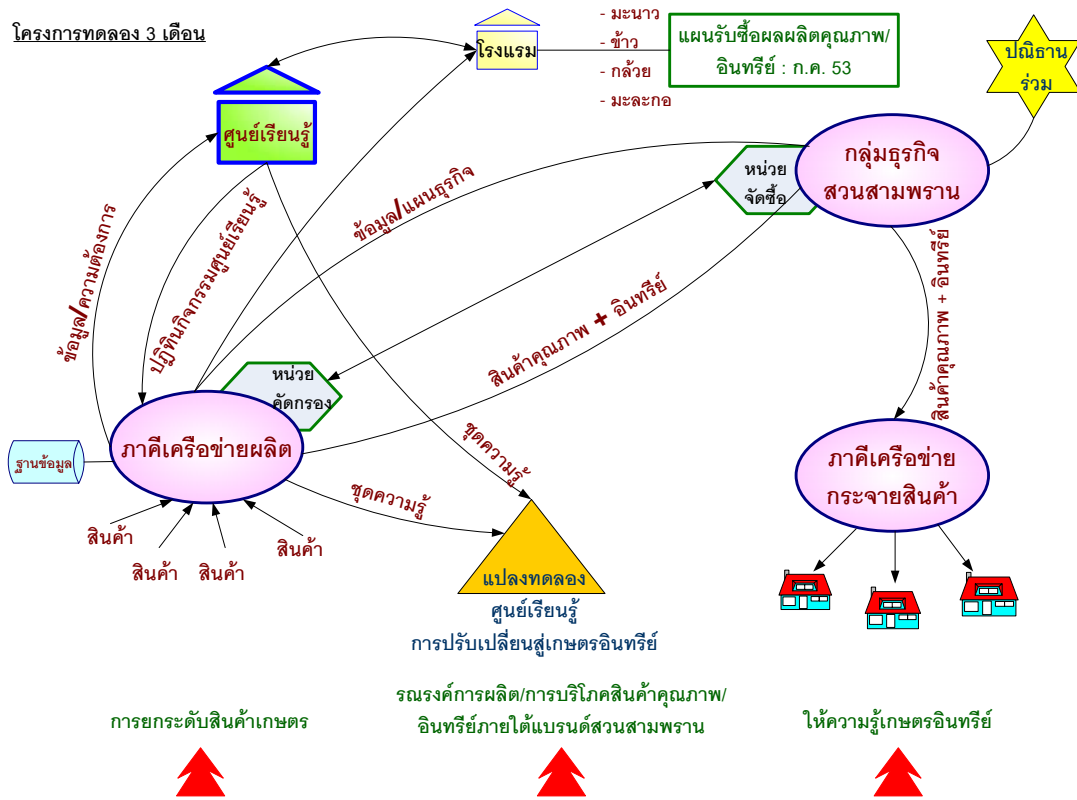 โครงการทดลอง 3 เดือน
โรงแรม
- มะนาว
- ข้าว
- กล้วย
- มะละกอ
แผนรับซื้อผลผลิตคุณภาพ/
อินทรีย์ : ก.ค. 53
ปณิธาน
ร่วม
ศูนย์เรียนรู้
หน่วย
จัดซื้อ
กลุ่มธุรกิจ
สวนสามพราน
ข้อมูล/ความต้องการ
ปฏิทินกิจกรรมศูนย์เรียนรู้
ข้อมูล/แผนธุรกิจ
สินค้าคุณภาพ + อินทรีย์
สินค้าคุณภาพ + อินทรีย์
หน่วย
คัดกรอง
ภาคีเครือข่ายผลิต
ฐานข้อมูล
ชุดความรู้
ชุดความรู้
ภาคีเครือข่าย
กระจายสินค้า
สินค้า
สินค้า
สินค้า
สินค้า
แปลงทดลอง
ศูนย์เรียนรู้
การปรับเปลี่ยนสู่เกษตรอินทรีย์
การยกระดับสินค้าเกษตร
รณรงค์การผลิต/การบริโภคสินค้าคุณภาพ/
อินทรีย์ภายใต้แบรนด์สวนสามพราน
ให้ความรู้เกษตรอินทรีย์